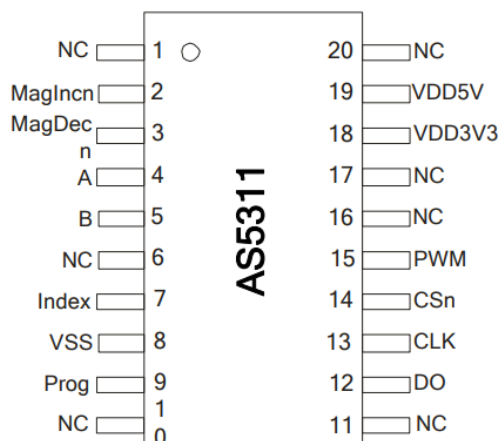 NC 1 20 NC
MagIncn 2 19 VDD5V
MagDec
n 3 18 VDD3V3
A 4 17 NC
B 5 16 NC
NC 6 15 PWM
Index 7 14 CSn
VSS 8 13 CLK
Prog 9 12 DO
NC 1
0 11 NC
AS5311